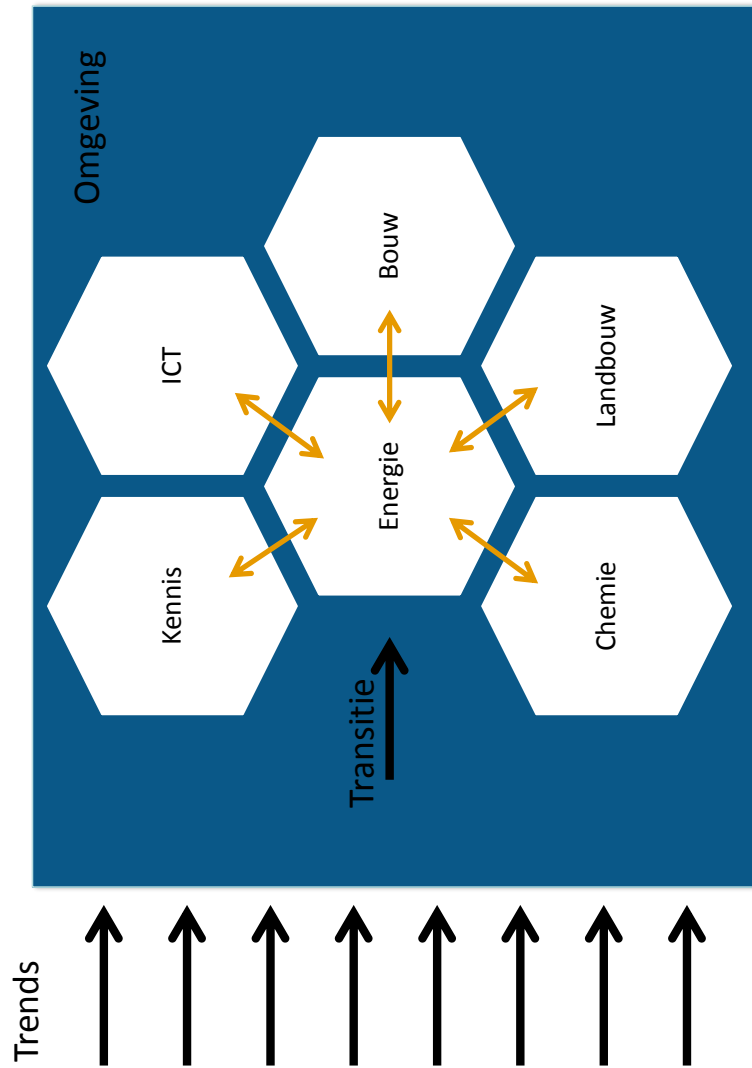 Trends
Omgeving
Transitie
Kennis
ICT
Energie
Bouw
Chemie
Landbouw